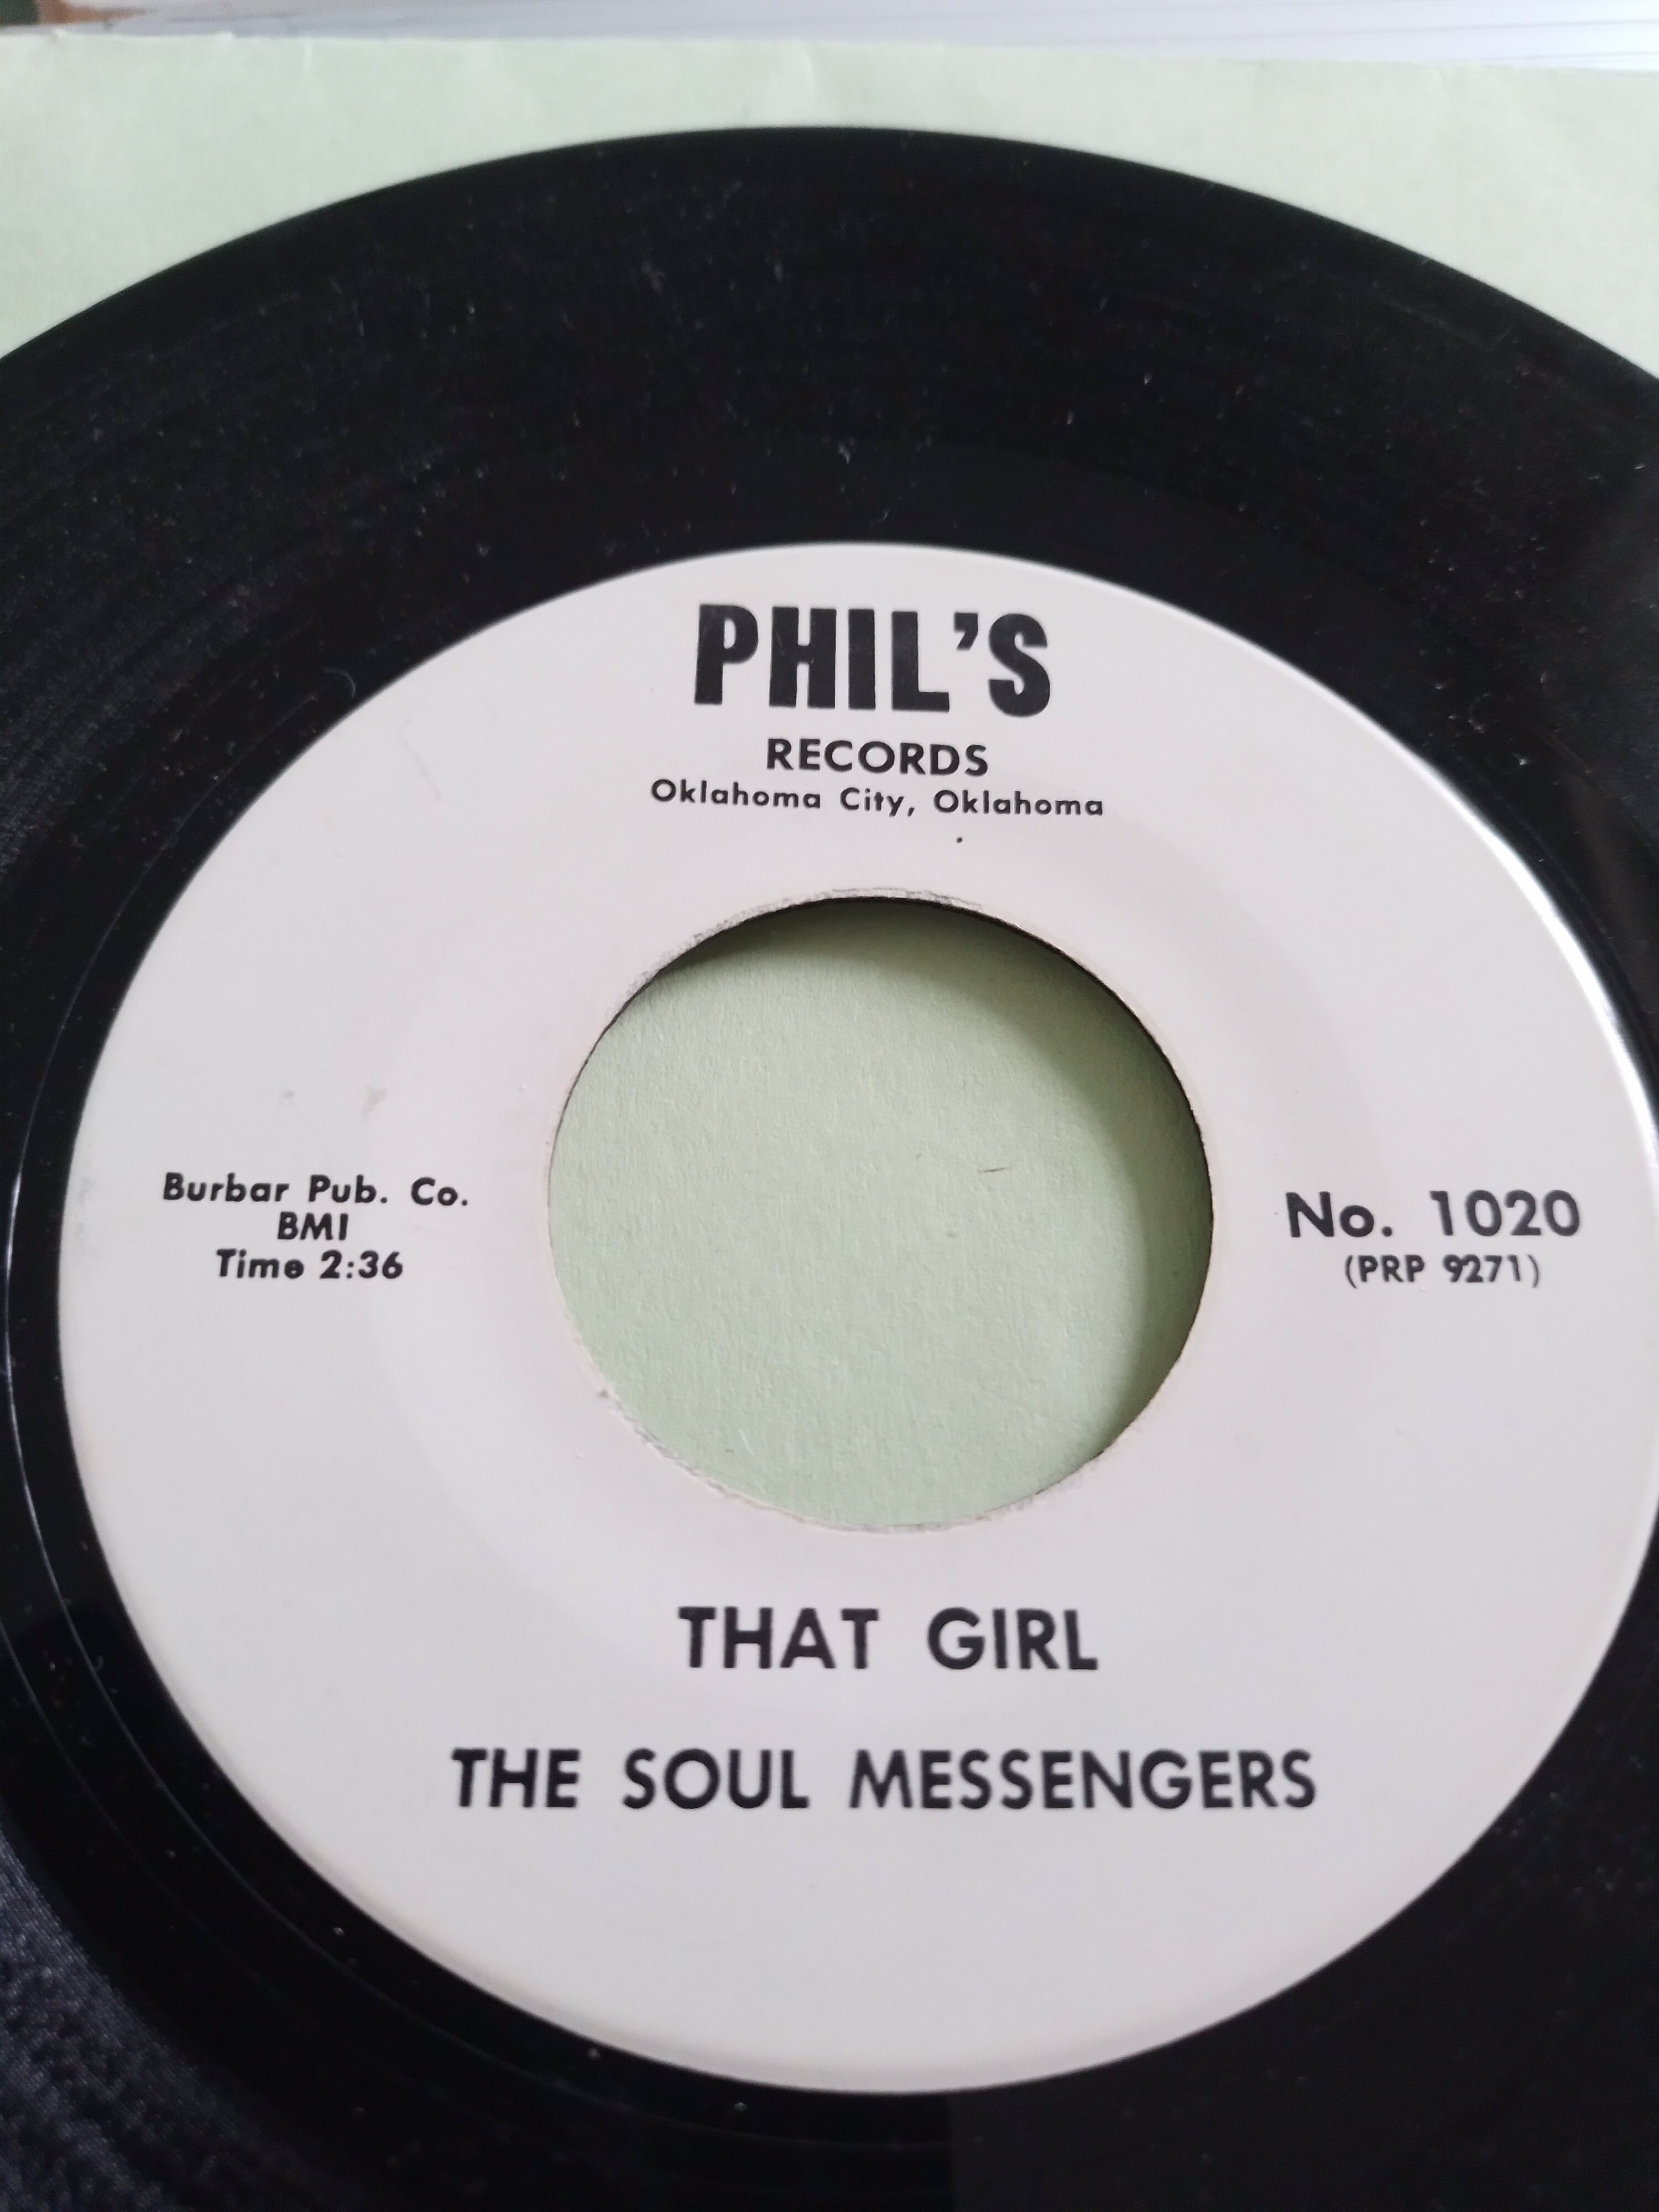 PHIL'S
RECORDS
Oklahoma City, Oklahoma
Burbar Pub. Co.
BMI
Time 2:36
No. 1020
(PRP 9271)
THAT GIRL
THE SOUL MESSENGERS